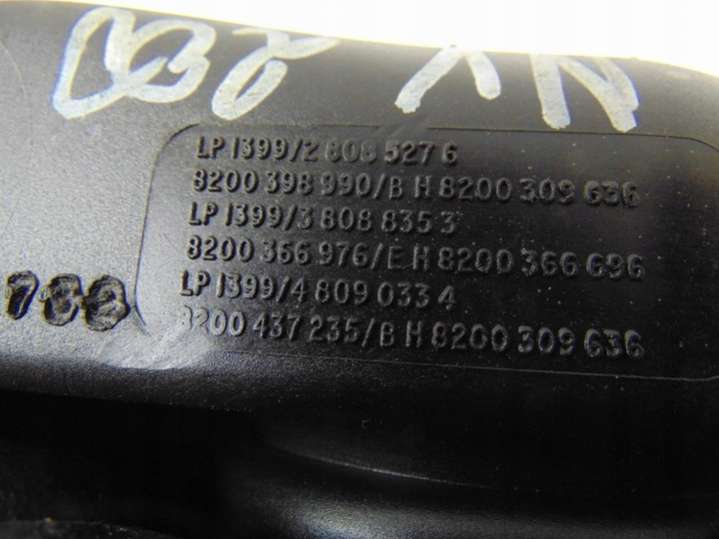 LP 1399/2 808 527 6
8200 398 990/B H 8200 309 636
LP 1399/3 808 835 3
8200 366 976/E H 8200 366 696
LP 1399/4 809 033 4
8200 437 235/B H 8200 309 636